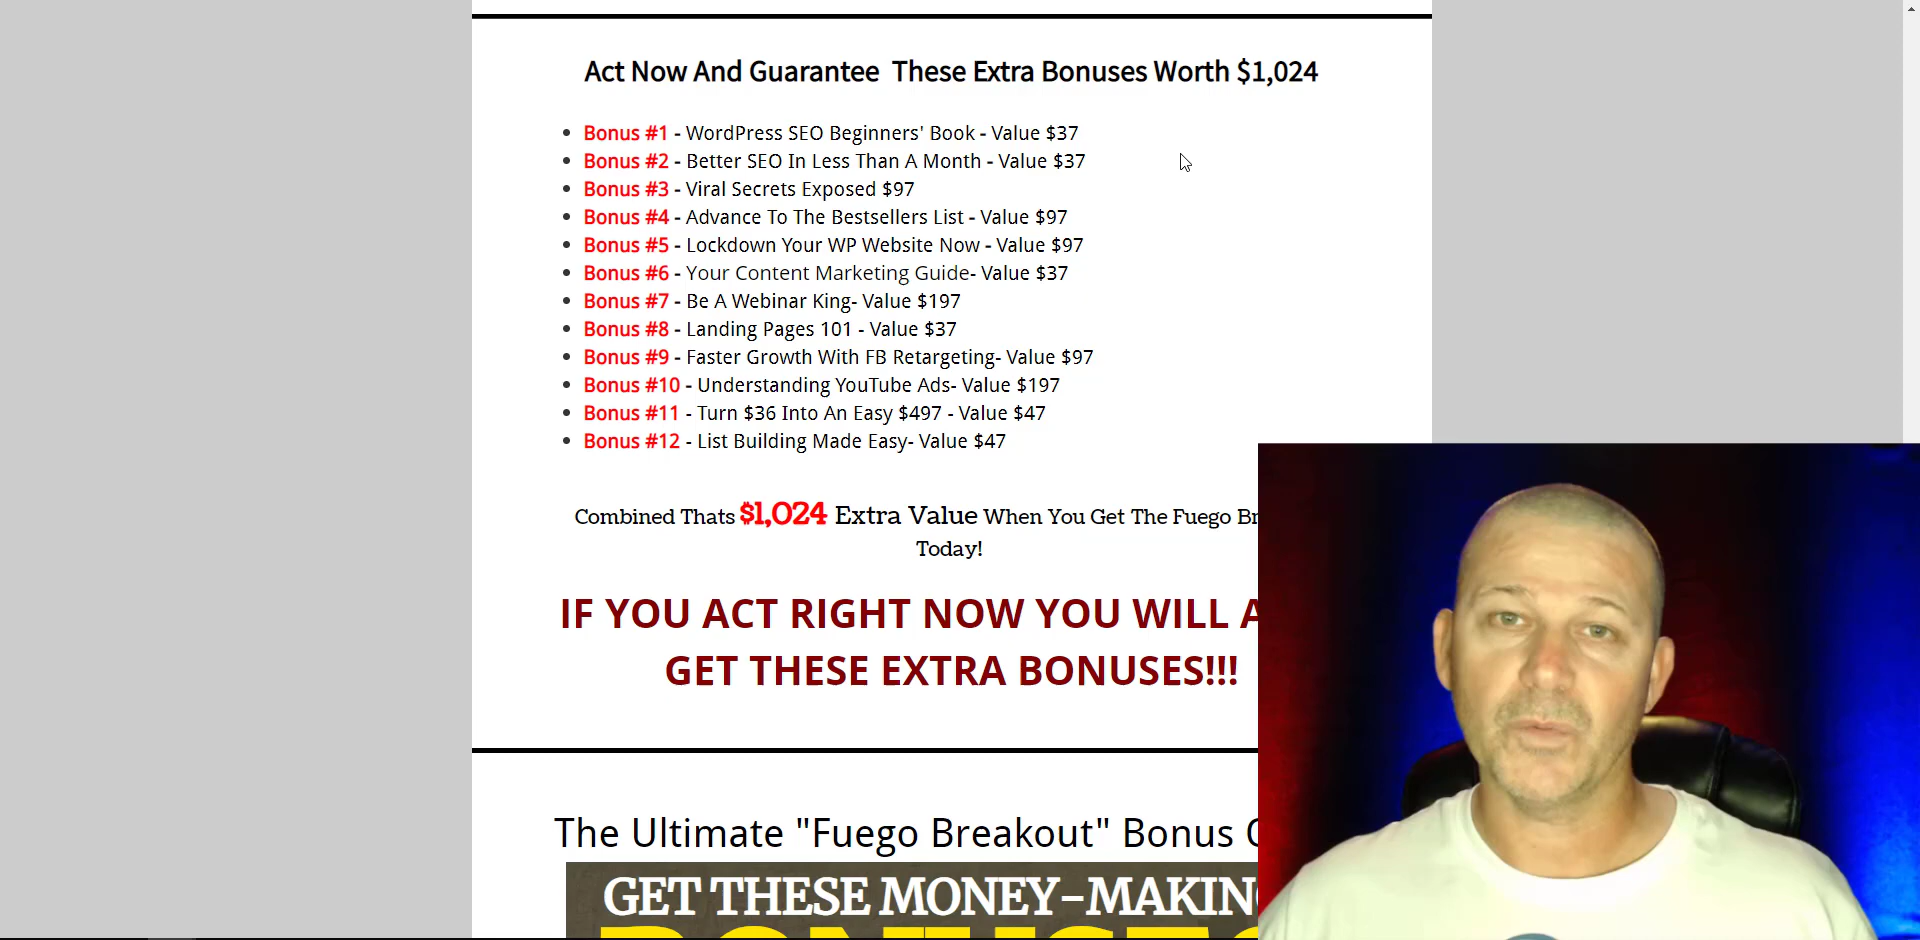 Act Now And Guarantee These Extra Bonuses Worth $1,024
Bonus #1 - WordPress SEO Beginners' Book - Value $37
Bonus #2 - Better SEO In Less Than A Month - Value $37
Bonus #3 - Viral Secrets Exposed $97
Bonus #4 - Advance To The Bestsellers List - Value $97
Bonus #5 - Lockdown Your WP Website Now - Value $97
Bonus #6 - Your Content Marketing Guide- Value $37
Bonus #7 - Be A Webinar King- Value $197
Bonus #8 - Landing Pages 101 - Value $37
Bonus #9 - Faster Growth With FB Retargeting- Value $97
Bonus #10 - Understanding YouTube Ads- Value $197
Bonus #11 - Turn $36 Into An Easy $497 - Value $47
Bonus #12 - List Building Made Easy- Value $47
Combined Thats $1,024 Extra Value When You Get The Fuego
Today!
IF YOU ACT RIGHT NOW YOU WILL
GET THESE EXTRA BONUSES!!!
The Ultimate "Fuego Breakout" Bonus
GET THESE MONEY-MAKING